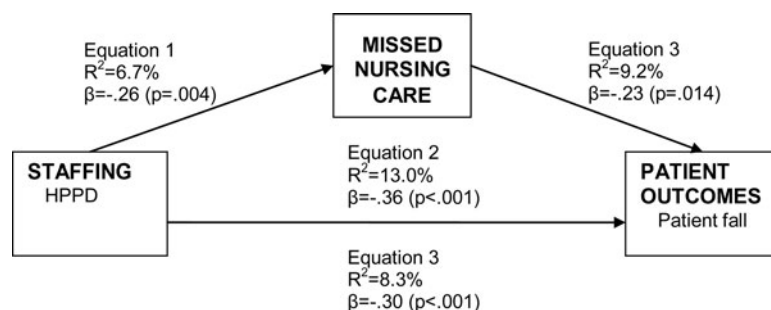 Equation 1
R²=6.7%
β=-.26 (p=.004)
MISSED
NURSING
CARE
Equation 3
R²=9.2%
β=-.23 (p=.014)
STAFFING
HPPD
Equation 2
R²=13.0%
β=-.36 (p<.001)
PATIENT
OUTCOMES
Patient fall
Equation 3
R²=8.3%
β=-.30 (p<.001)